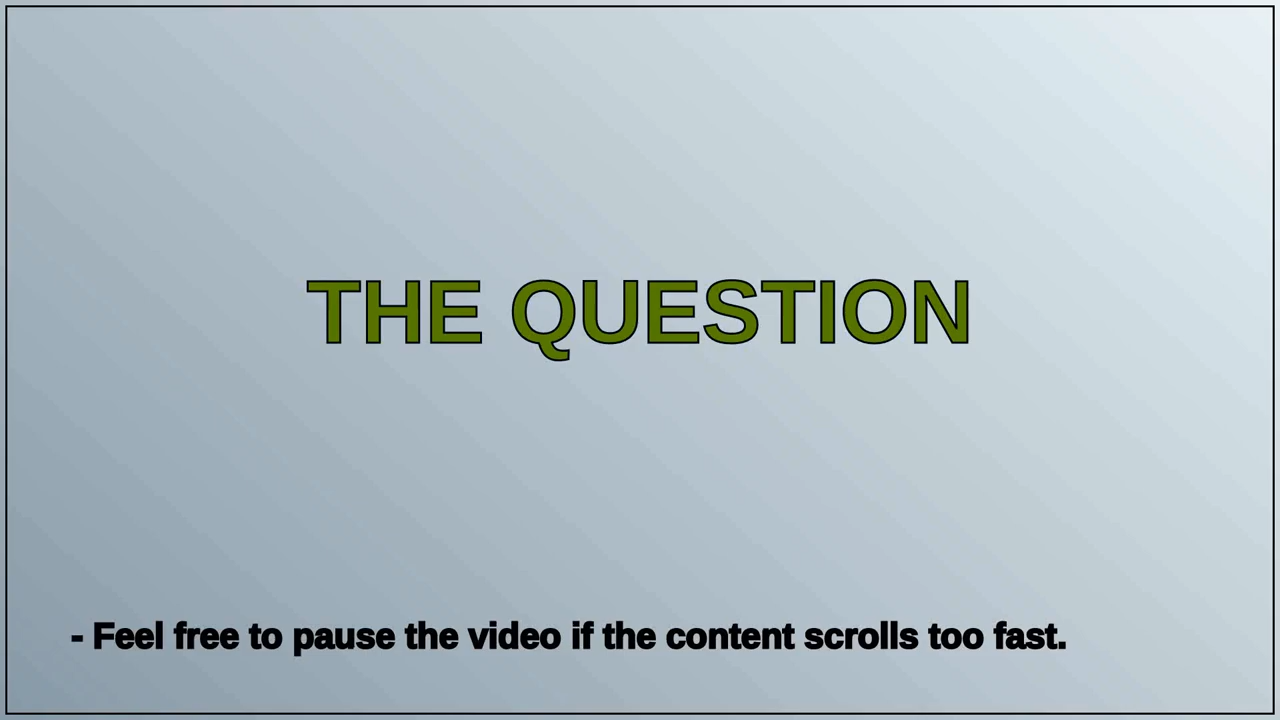 THE QUESTION
- Feel free to pause the video if the content scrolls too fast.